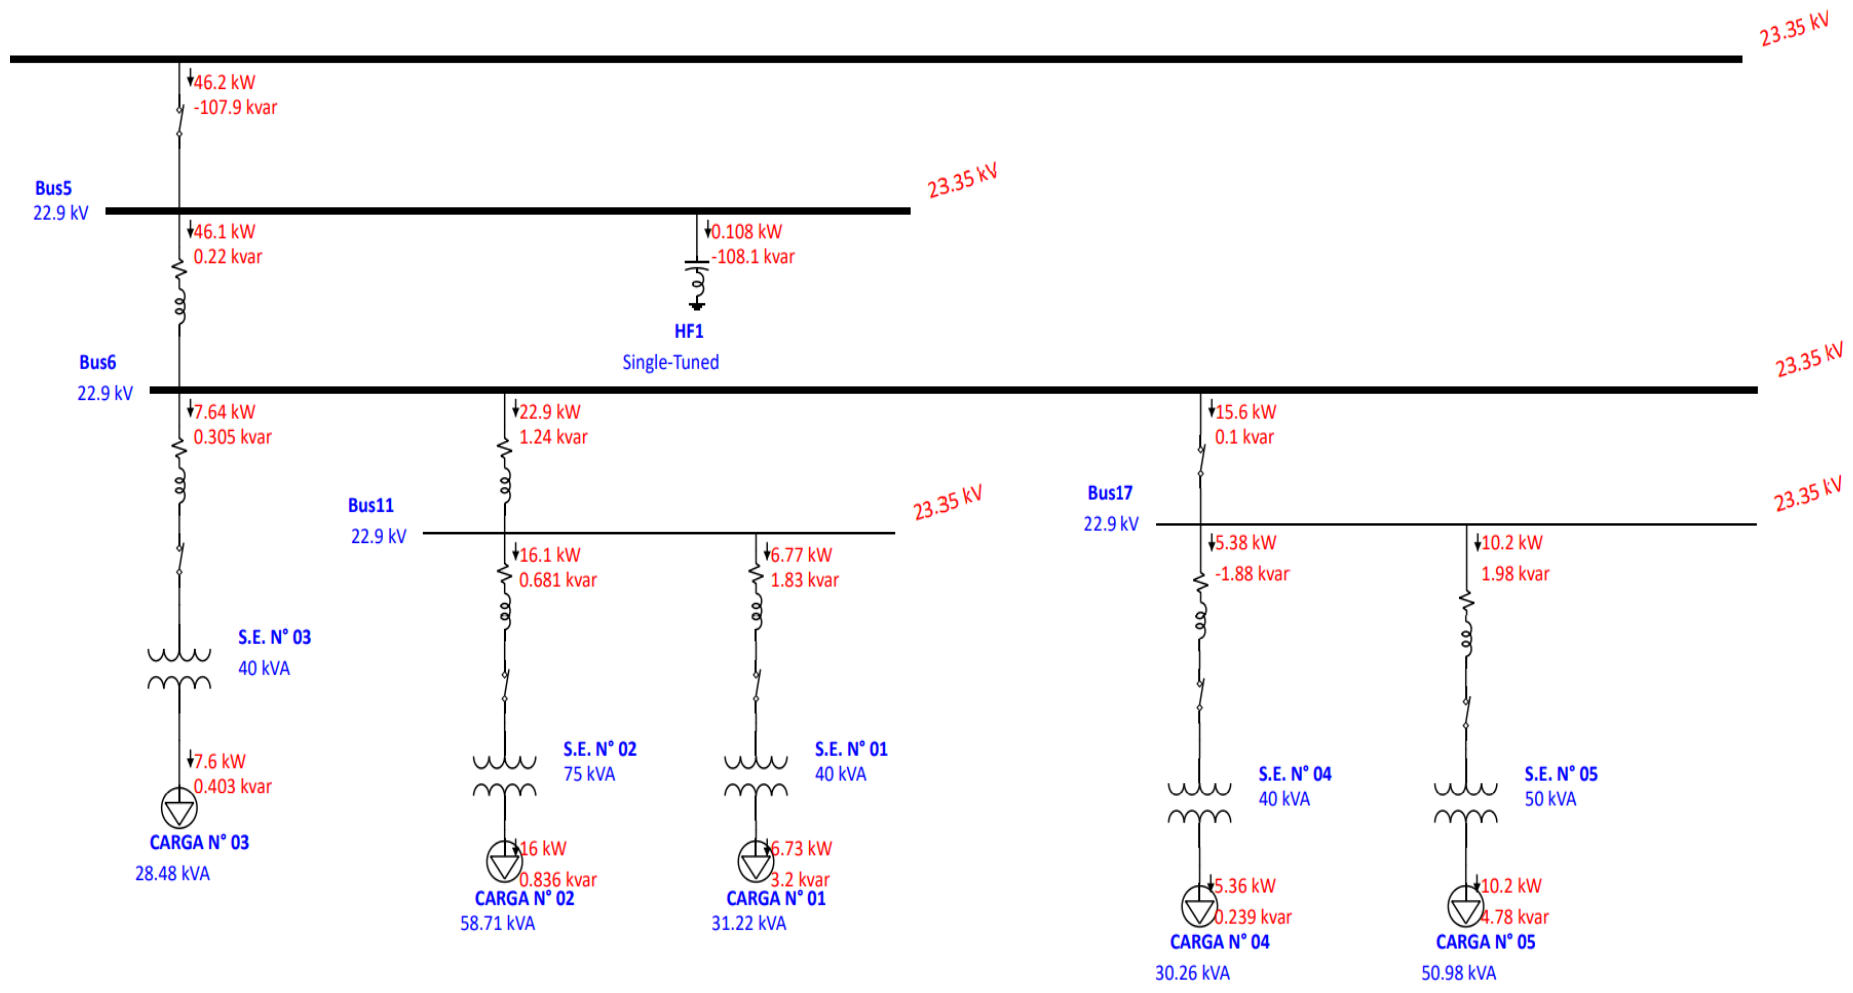 23.35 kV
46.2 kW
-107.9 kvar
23.35 kV
Bus5
22.9 kV
46.1 kW
0.22 kvar
0.108 kW
-108.1 kvar
HF1
Single-Tuned
23.35 kV
Bus6
22.9 kV
7.64 kW
0.305 kvar
22.9 kW
1.24 kvar
15.6 kW
0.1 kvar
Bus11
22.9 kV
23.35 kV
Bus17
22.9 kV
23.35 kV
16.1 kW
0.681 kvar
6.77 kW
1.83 kvar
5.38 kW
-1.88 kvar
10.2 kW
1.98 kvar
S.E. N° 03
40 kVA
S.E. N° 02
75 kVA
S.E. N° 01
40 kVA
S.E. N° 04
40 kVA
S.E. N° 05
50 kVA
7.6 kW
0.403 kvar
CARGA N° 03
28.48 kVA
16 kW
0.836 kvar
CARGA N° 02
58.71 kVA
6.73 kW
3.2 kvar
CARGA N° 01
31.22 kVA
5.36 kW
0.239 kvar
CARGA N° 04
30.26 kVA
10.2 kW
4.78 kvar
CARGA N° 05
50.98 kVA